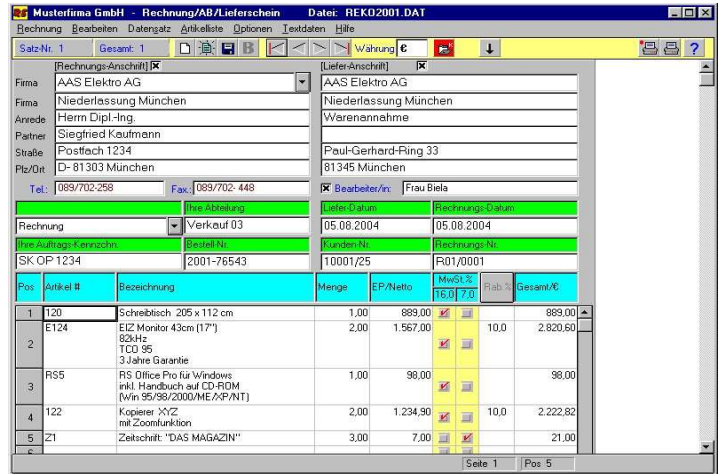 RS Musterfirma GmbH - Rechnung/AB/Lieferschein Datei: REKO2001.DAT
Rechnung Bearbeiten Datensatz Artikelliste Optionen Textdaten Hilfe
Satz-Nr. 1 Gesamt: 1 B Währung € ?
[Rechnungs-Anschrift] [Liefer-Anschrift]
Firma AAS Elektro AG AAS Elektro AG
Firma Niederlassung München Niederlassung München
Anrede Herrn Dipl.-Ing. Warenannahme
Partner Siegfried Kaufmann
Straße Postfach 1234 Paul-Gerhard-Ring 33
Plz/Ort D- 81303 München 81345 München
Tel.: 089/702-258 Fax.: 089/702- 448 Bearbeiter/in: Frau Biela
Ihre Abteilung Liefer-Datum Rechnungs-Datum
Rechnung Verkauf 03 05.08.2004 05.08.2004
Ihre Auftrags-Kennzchn. Bestell-Nr. Kunden-Nr. Rechnungs-Nr.
SK OP 1234 2001-76543 10001/25 R01/0001
Pos Artikel # Bezeichnung Menge EP/Netto MwSt.% Rab.% Gesamt/€
16,0 7,0
1 120 Schreibtisch 205 x 112 cm 1,00 889,00 889,00
2 E124 EIZ Monitor 43cm (17") 2,00 1.567,00 10,0 2.820,60
82kHz
TCO 95
3 Jahre Garantie
3 RS5 RS Office Pro für Windows 1,00 98,00 98,00
inkl. Handbuch auf CD-ROM
(Win 95/98/2000/ME/XP/NT)
4 122 Kopierer XYZ 2,00 1.234,90 10,0 2.222,82
mit Zoomfunktion
5 Z1 Zeitschrift: "DAS MAGAZIN" 3,00 7,00 21,00
Seite 1 Pos 5